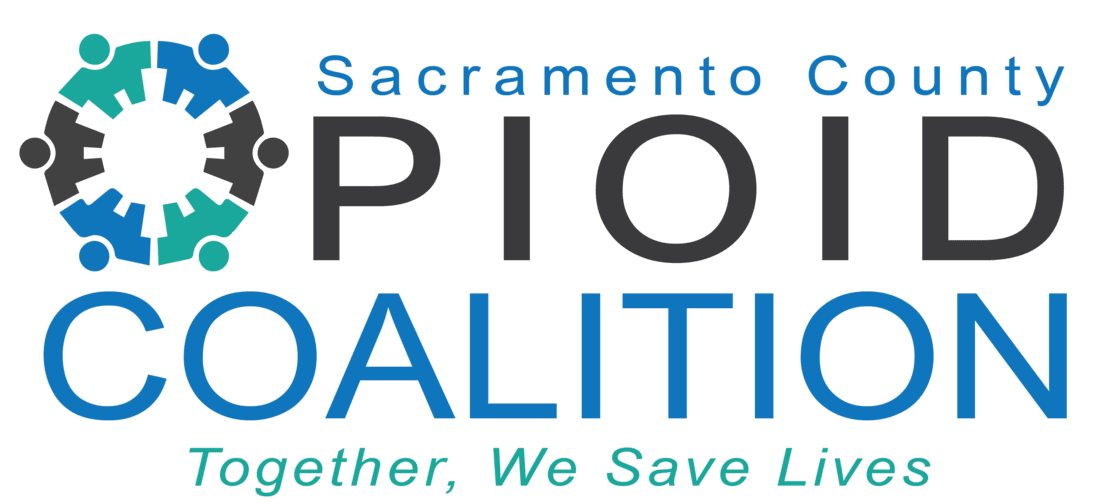 Sacramento County
OPIOID
COALITION
Together, We Save Lives